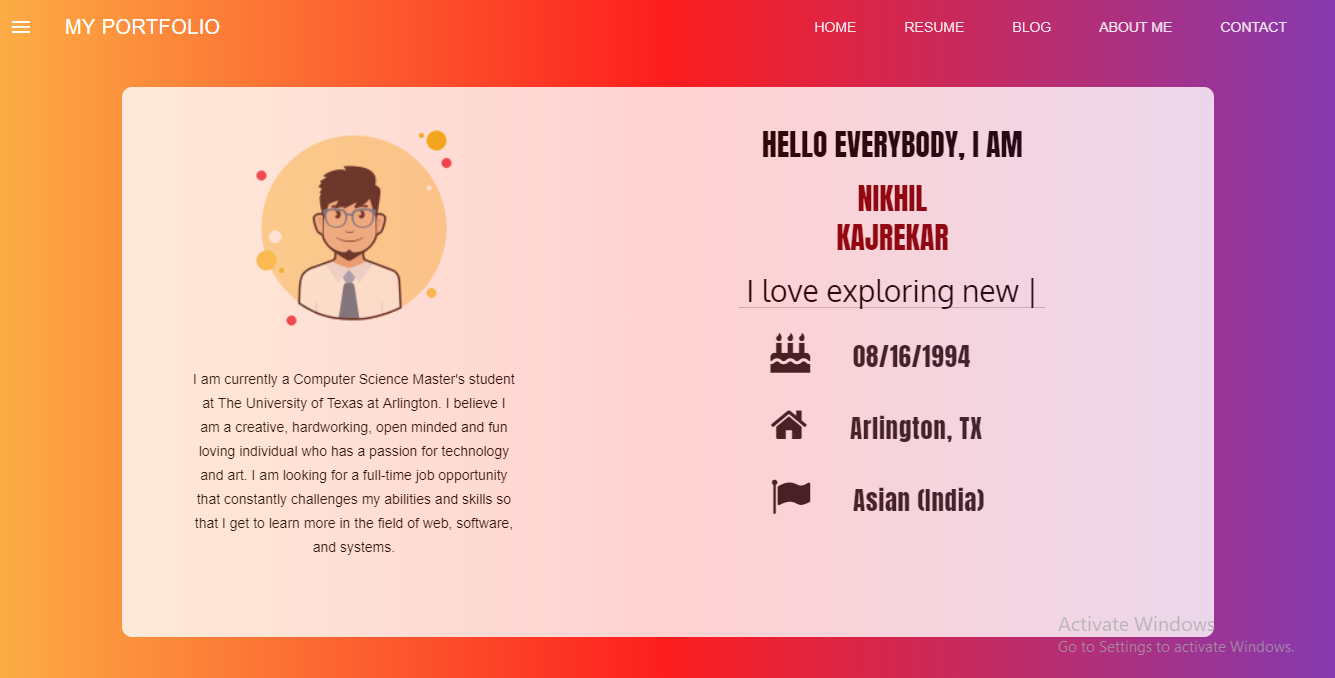 MY PORTFOLIO
HOME
RESUME
BLOG
ABOUT ME
CONTACT
I am currently a Computer Science Master's student
at The University of Texas at Arlington. I believe I
am a creative, hardworking, open minded and fun
loving individual who has a passion for technology
and art. I am looking for a full-time job opportunity
that constantly challenges my abilities and skills so
that I get to learn more in the field of web, software,
and systems.
HELLO EVERYBODY, I AM
NIKHIL
KAJREKAR
I love exploring new |
08/16/1994
Arlington, TX
Asian (India)
Activate Windows
Go to Settings to activate Windows.